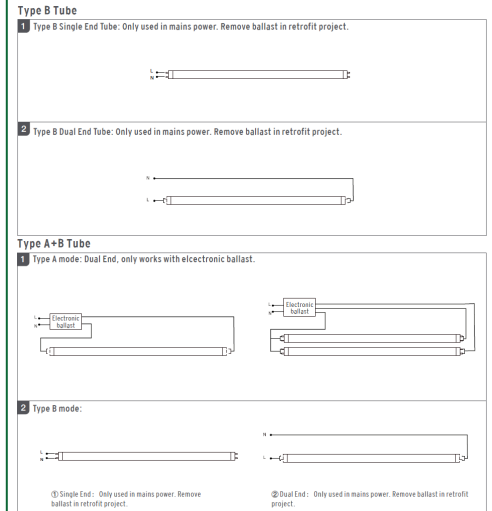 Type B Tube
1 Type B Single End Tube: Only used in mains power. Remove ballast in retrofit project.
L
N
2 Type B Dual End Tube: Only used in mains power. Remove ballast in retrofit project.
N
L
Type A+B Tube
1 Type A mode: Dual End, only works with elcectronic ballast.
L
N
Electronic
ballast
L
N
Electronic
ballast
2 Type B mode:
L
N
N
L
① Single End: Only used in mains power. Remove
ballast in retrofit project.
② Dual End: Only used in mains power. Remove ballast in retrofit
project.